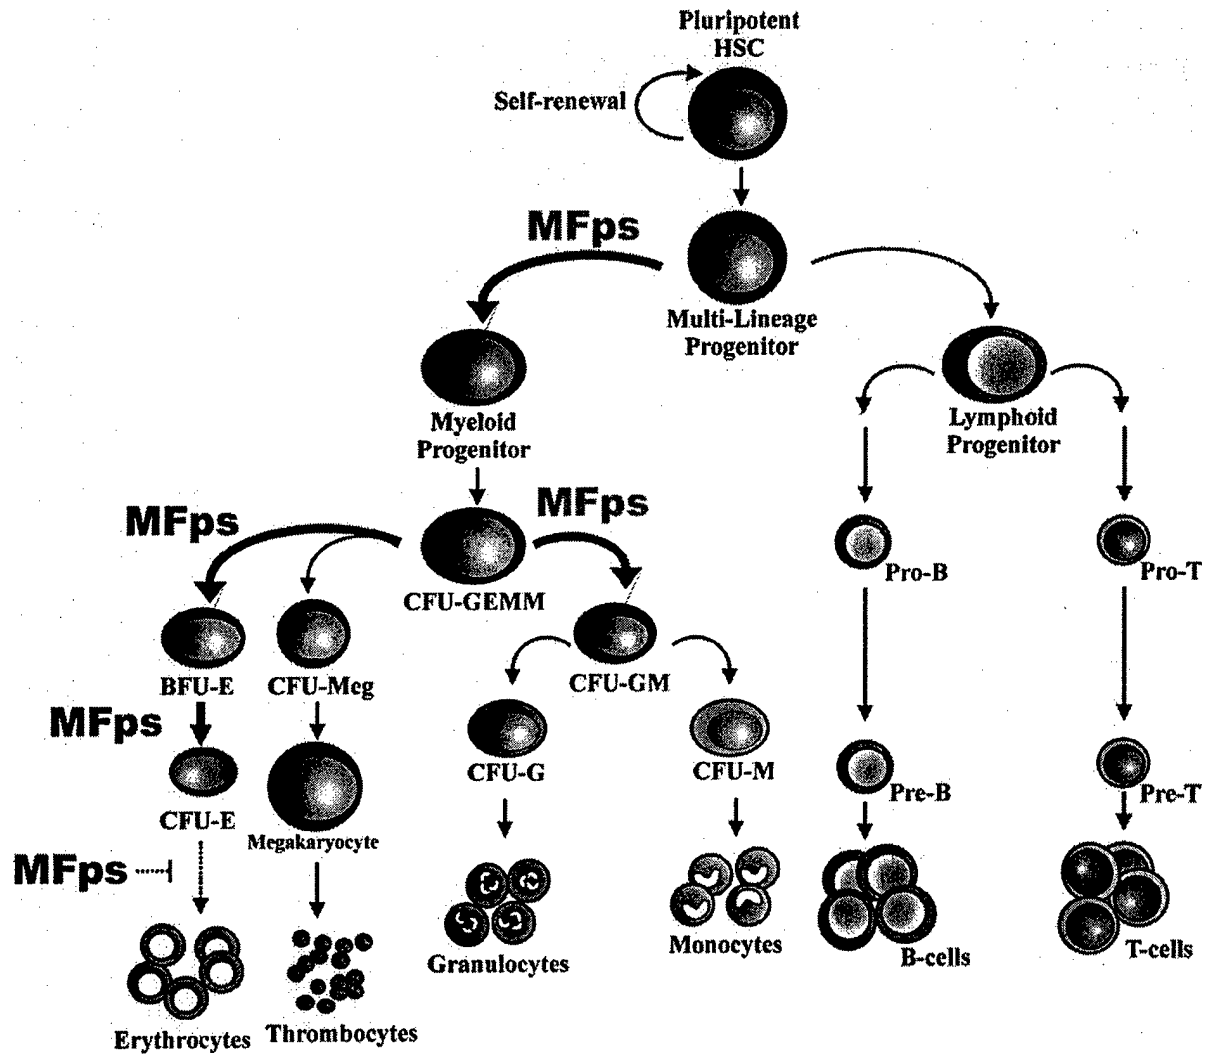 Pluripotent
HSC
Self-renewal
MFps
Multi-Lineage
Progenitor
Myeloid
Progenitor
Lymphoid
Progenitor
MFps
MFps
CFU-GEMM
Pro-B
Pro-T
BFU-E
CFU-Meg
CFU-GM
MFps
CFU-G
CFU-M
Pre-B
Pre-T
CFU-E
Megakaryocyte
MFps
Granulocytes
Monocytes
B-cells
T-cells
Erythrocytes
Thrombocytes